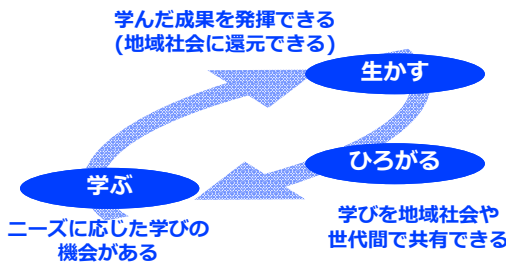 学んだ成果を発揮できる
(地域社会に還元できる)
生かす
ひろがる
学ぶ
学びを地域社会や
世代間で共有できる
ニーズに応じた学びの
機会がある